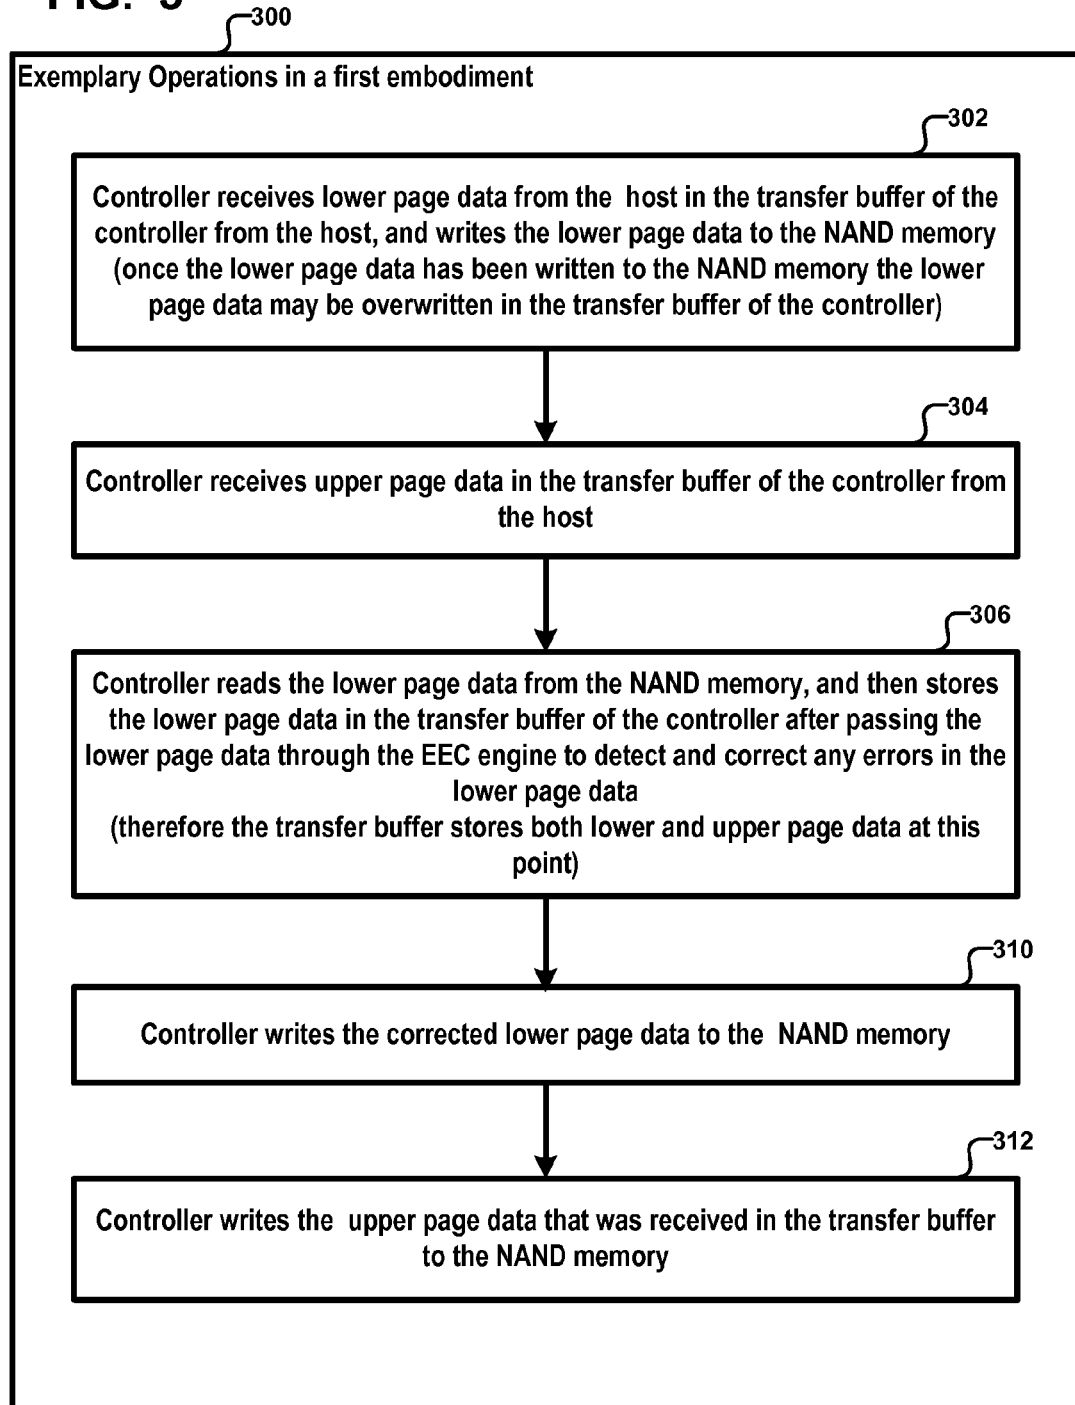 FIG. 3
300
Exemplary Operations in a first embodiment
302
Controller receives lower page data from the host in the transfer buffer of the
controller from the host, and writes the lower page data to the NAND memory
(once the lower page data has been written to the NAND memory the lower
page data may be overwritten in the transfer buffer of the controller)
304
Controller receives upper page data in the transfer buffer of the controller from
the host
306
Controller reads the lower page data from the NAND memory, and then stores
the lower page data in the transfer buffer of the controller after passing the
lower page data through the EEC engine to detect and correct any errors in the
lower page data
(therefore the transfer buffer stores both lower and upper page data at this
point)
310
Controller writes the corrected lower page data to the NAND memory
312
Controller writes the upper page data that was received in the transfer buffer
to the NAND memory